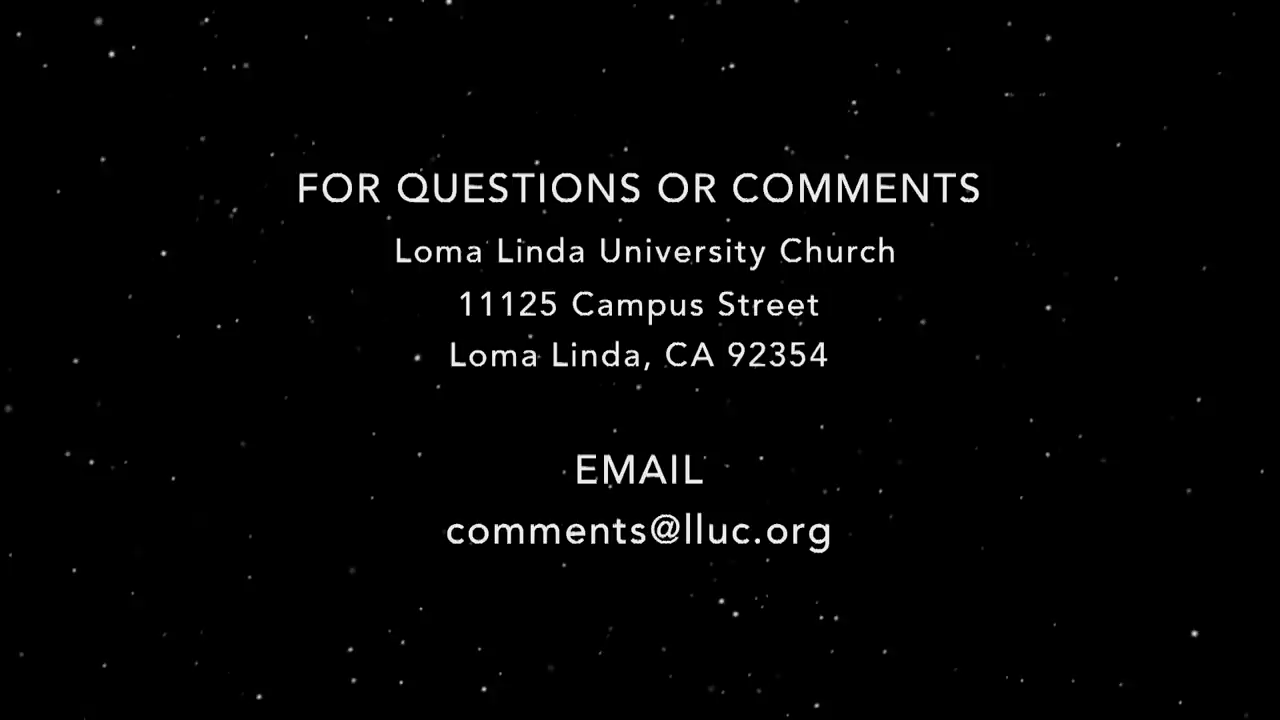 FOR QUESTIONS OR COMMENTS
Loma Linda University Church
11125 Campus Street
Loma Linda, CA 92354
EMAIL
comments@lluc.org